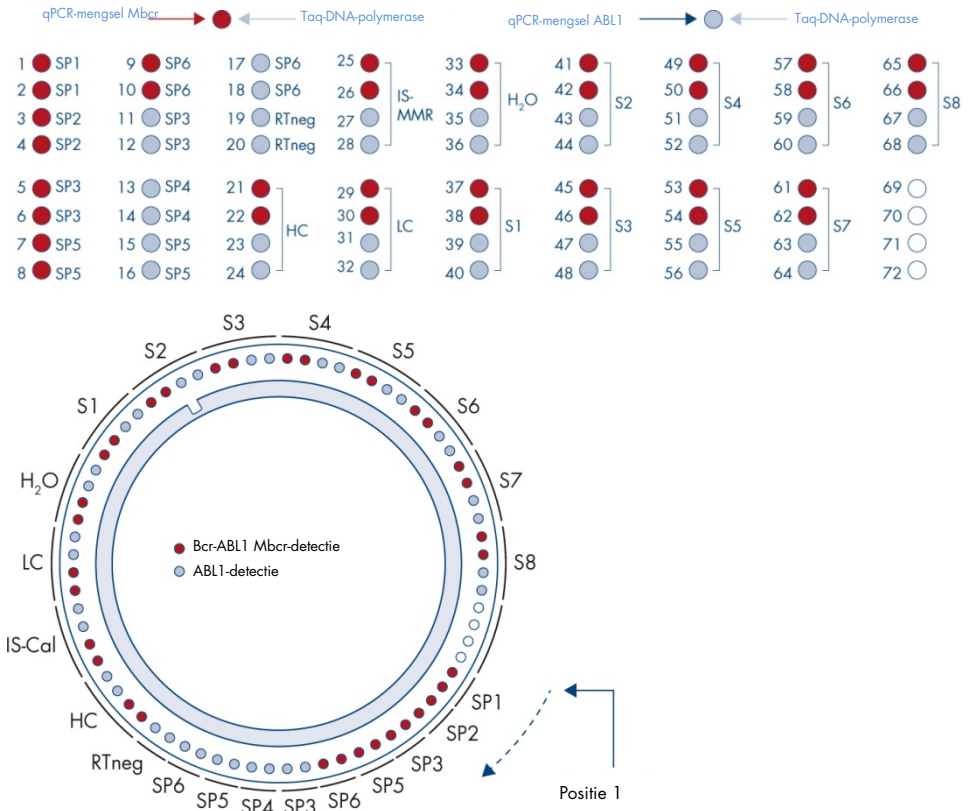 qPCR-mengsel Mbcr Taq-DNA-polymerase qPCR-mengsel ABL1 Taq-DNA-polymerase
1 SP1 9 SP6 17 SP6 25 33 41 49 57 65
2 SP1 10 SP6 18 SP6 26 34 42 50 58 66
IS-MMR H2O S2 S4 S6 S8
3 SP2 11 SP3 19 RTneg 27 35 43 51 59 67
4 SP2 12 SP3 20 RTneg 28 36 44 52 60 68
5 SP3 13 SP4 21 29 37 45 53 61 69
6 SP3 14 SP4 22 30 38 46 54 62 70
HC LC S1 S3 S5 S7
7 SP5 15 SP5 23 31 39 47 55 63 71
8 SP5 16 SP5 24 32 40 48 56 64 72
S3 S4
S2 S5
S1 S6
H2O S7
LC S8
IS-Cal
HC
RTneg
SP6
SP5
SP4
SP3
SP6
SP5
SP3
SP2
SP1
Bcr-ABL1 Mbcr-detectie
ABL1-detectie
Positie 1